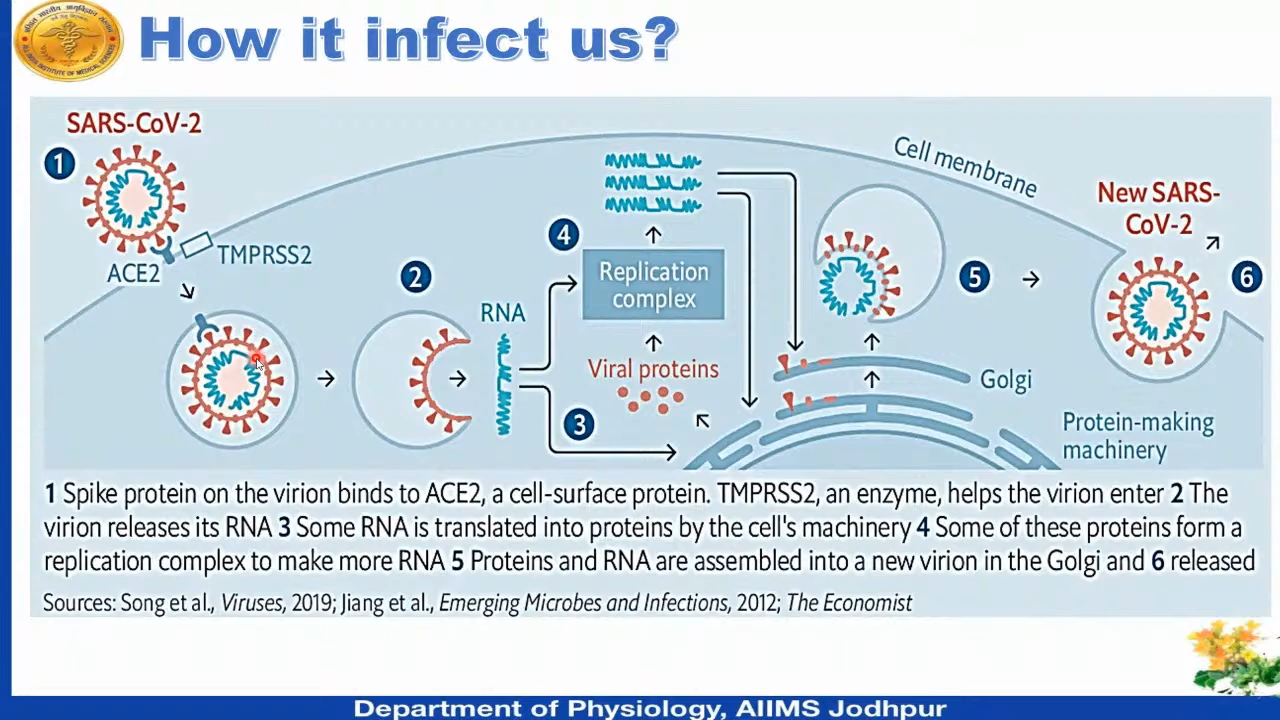 How it infect us?
SARS-CoV-2
1
ACE2
TMPRSS2
2
RNA
3
4
Replication
complex
Viral proteins
Cell membrane
5
Golgi
Protein-making
machinery
New SARS-
CoV-2
6
1 Spike protein on the virion binds to ACE2, a cell-surface protein. TMPRSS2, an enzyme, helps the virion enter 2 The
virion releases its RNA 3 Some RNA is translated into proteins by the cell's machinery 4 Some of these proteins form a
replication complex to make more RNA 5 Proteins and RNA are assembled into a new virion in the Golgi and 6 released
Sources: Song et al., Viruses, 2019; Jiang et al., Emerging Microbes and Infections, 2012; The Economist
Department of Physiology, AIIMS Jodhpur